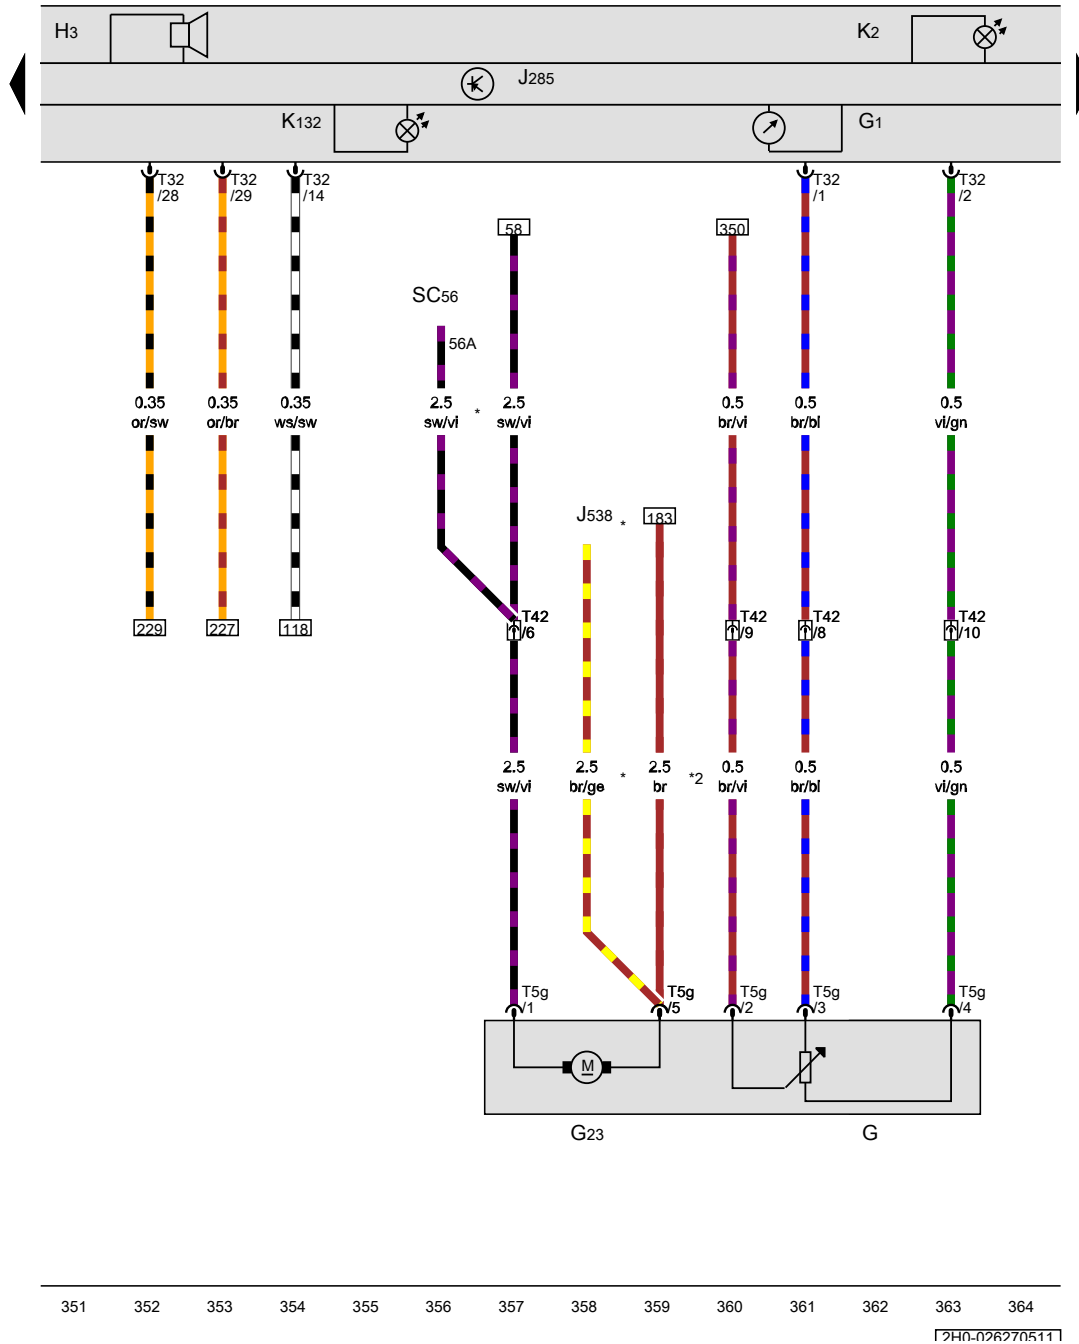 H3
K2
J285
K132
G1
T32
/28
T32
/29
T32
/14
T32
/1
T32
/2
58
350
SC56
56A
0.35
or/sw
0.35
or/br
0.35
ws/sw
2.5
sw/vi
*
2.5
sw/vi
0.5
br/vi
0.5
br/bl
0.5
vi/gn
J538
*
183
229
227
118
T42
/6
T42
/9
T42
/8
T42
/10
2.5
sw/vi
2.5
br/ge
*
2.5
br
*2
0.5
br/vi
0.5
br/bl
0.5
vi/gn
T5g
/1
T5g
/5
T5g
/2
T5g
/3
T5g
/4
M
G23
G
351 352 353 354 355 356 357 358 359 360 361 362 363 364
2H0-026270511